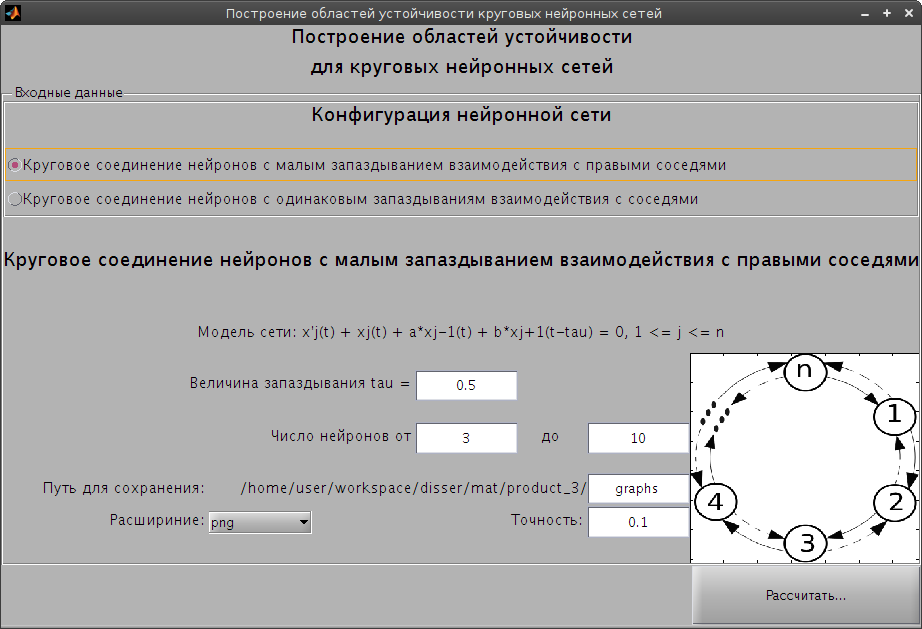 Построение областей устойчивости круговых нейронных сетей
Построение областей устойчивости
для круговых нейронных сетей
Входные данные
Конфигурация нейронной сети
Круговое соединение нейронов с малым запаздыванием взаимодействия с правыми соседями
Круговое соединение нейронов с одинаковым запаздываниям взаимодействия с соседями
Круговое соединение нейронов с малым запаздыванием взаимодействия с правыми соседями
Модель сети: x'j(t) + xj(t) + a*xj-1(t) + b*xj+1(t-tau) = 0, 1 <= j <= n
Величина запаздывания tau = 0.5
Число нейронов от 3 до 10
Путь для сохранения: /home/user/workspace/disser/mat/product_3/ graphs
Расширине: png Точность: 0.1
n
1
2
3
4
Рассчитать...